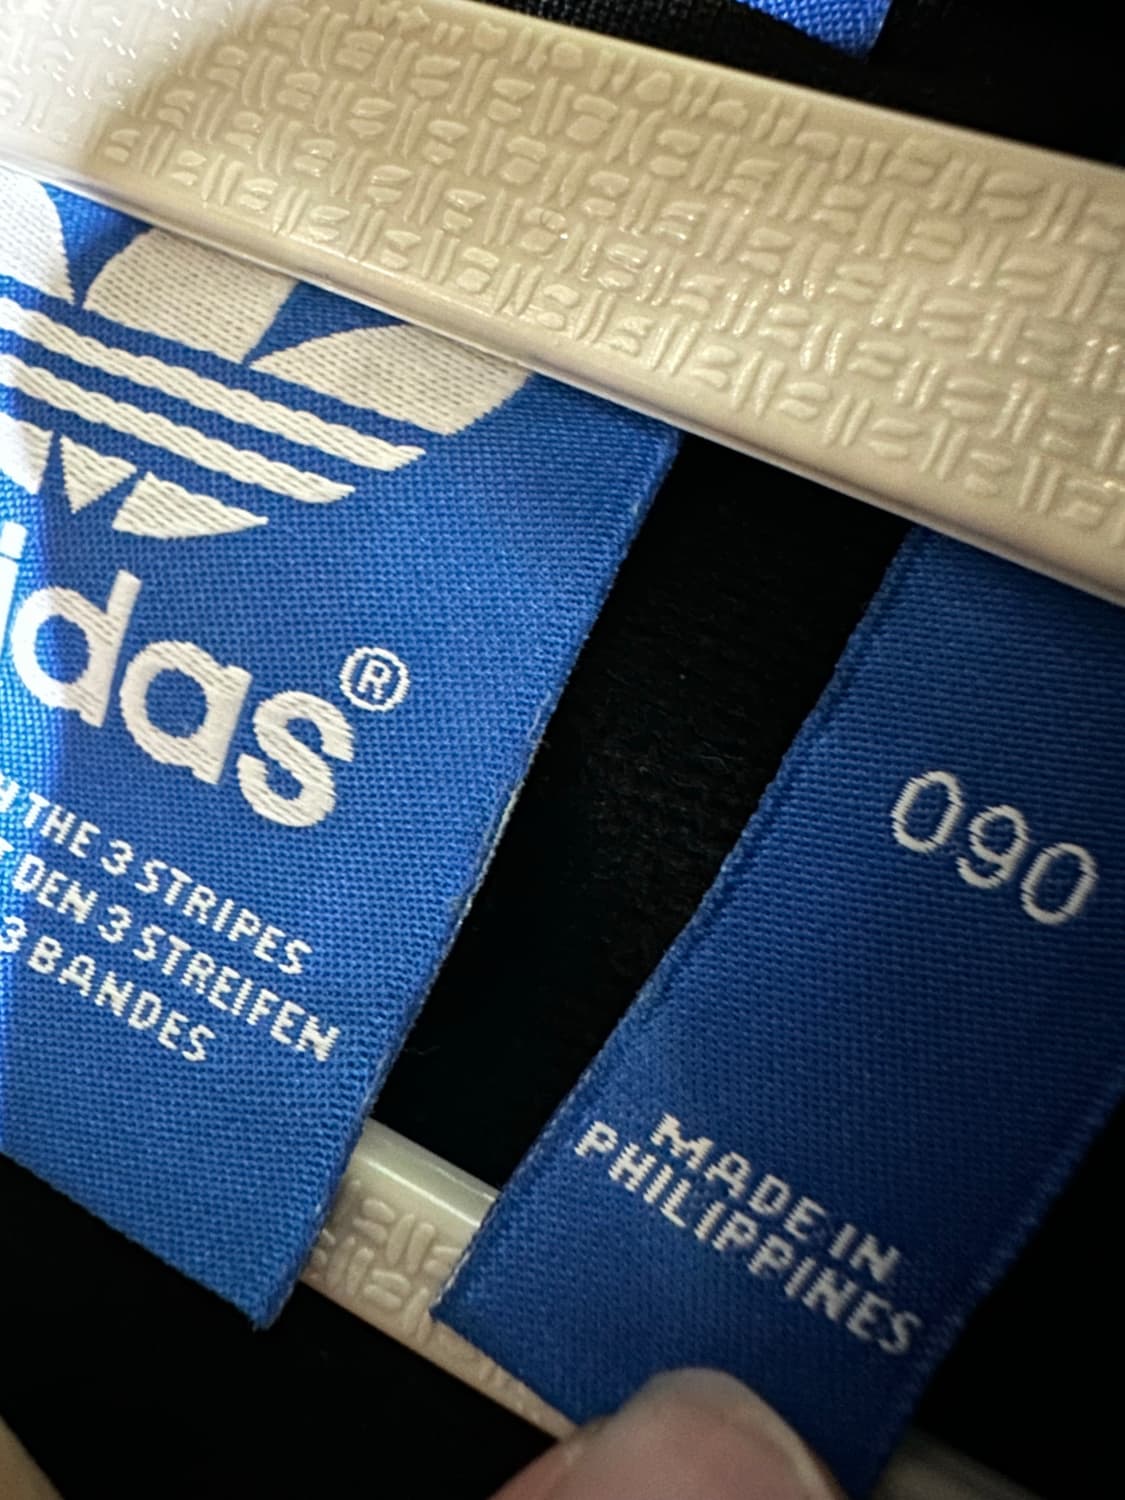 idas®
THE 3 STRIPES
DEN 3 STREIFEN
3 BANDES
090
MADE IN
PHILIPPINES